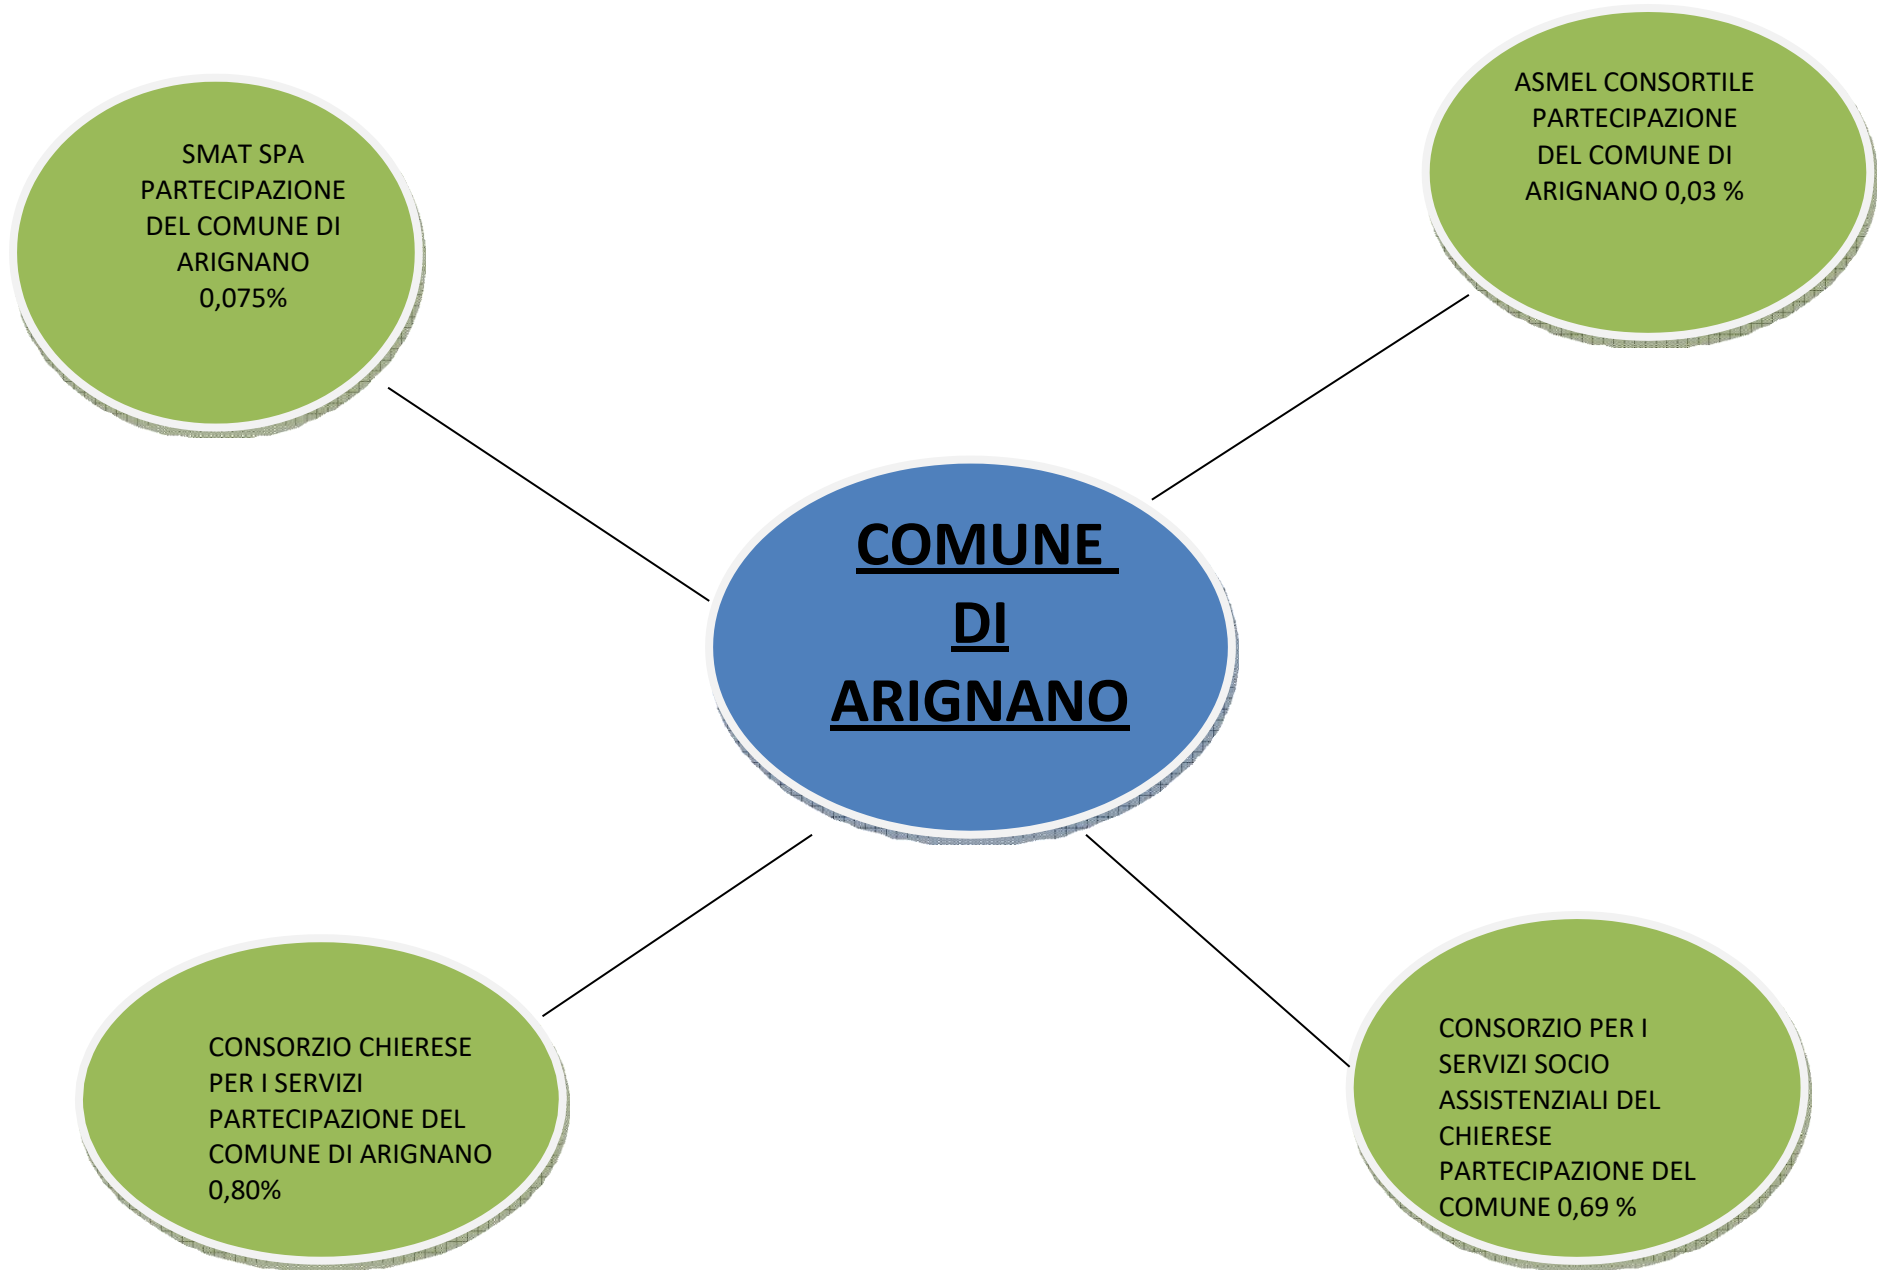 SMAT SPA
PARTECIPAZIONE
DEL COMUNE DI
ARIGNANO
0,075%
ASMEL CONSORTILE
PARTECIPAZIONE
DEL COMUNE DI
ARIGNANO 0,03 %
COMUNE
DI
ARIGNANO
CONSORZIO CHIERESE
PER I SERVIZI
PARTECIPAZIONE DEL
COMUNE DI ARIGNANO
0,80%
CONSORZIO PER I
SERVIZI SOCIO
ASSISTENZIALI DEL
CHIERESE
PARTECIPAZIONE DEL
COMUNE 0,69 %